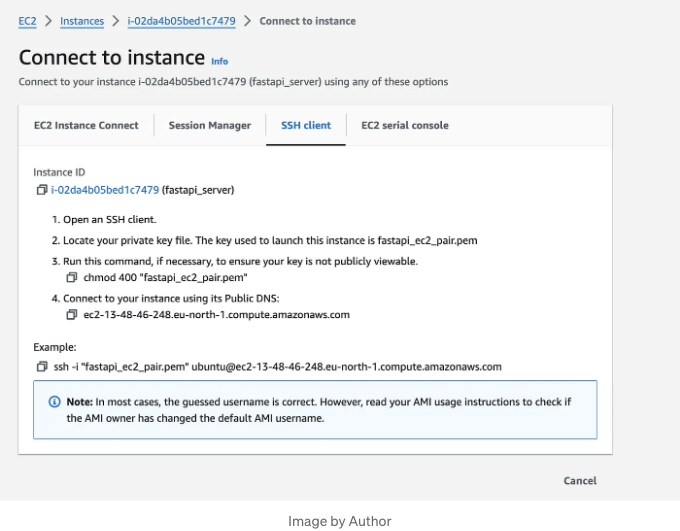 EC2 > Instances > i-02da4b05bed1c7479 > Connect to instance
Connect to instance Info
Connect to your instance i-02da4b05bed1c7479 (fastapi_server) using any of these options
EC2 Instance Connect Session Manager SSH client EC2 serial console
Instance ID
i-02da4b05bed1c7479 (fastapi_server)
1. Open an SSH client.
2. Locate your private key file. The key used to launch this instance is fastapi_ec2_pair.pem
3. Run this command, if necessary, to ensure your key is not publicly viewable.
chmod 400 "fastapi_ec2_pair.pem"
4. Connect to your instance using its Public DNS:
ec2-13-48-46-248.eu-north-1.compute.amazonaws.com
Example:
ssh -i "fastapi_ec2_pair.pem" ubuntu@ec2-13-48-46-248.eu-north-1.compute.amazonaws.com
Note: In most cases, the guessed username is correct. However, read your AMI usage instructions to check if
the AMI owner has changed the default AMI username.
Cancel
Image by Author